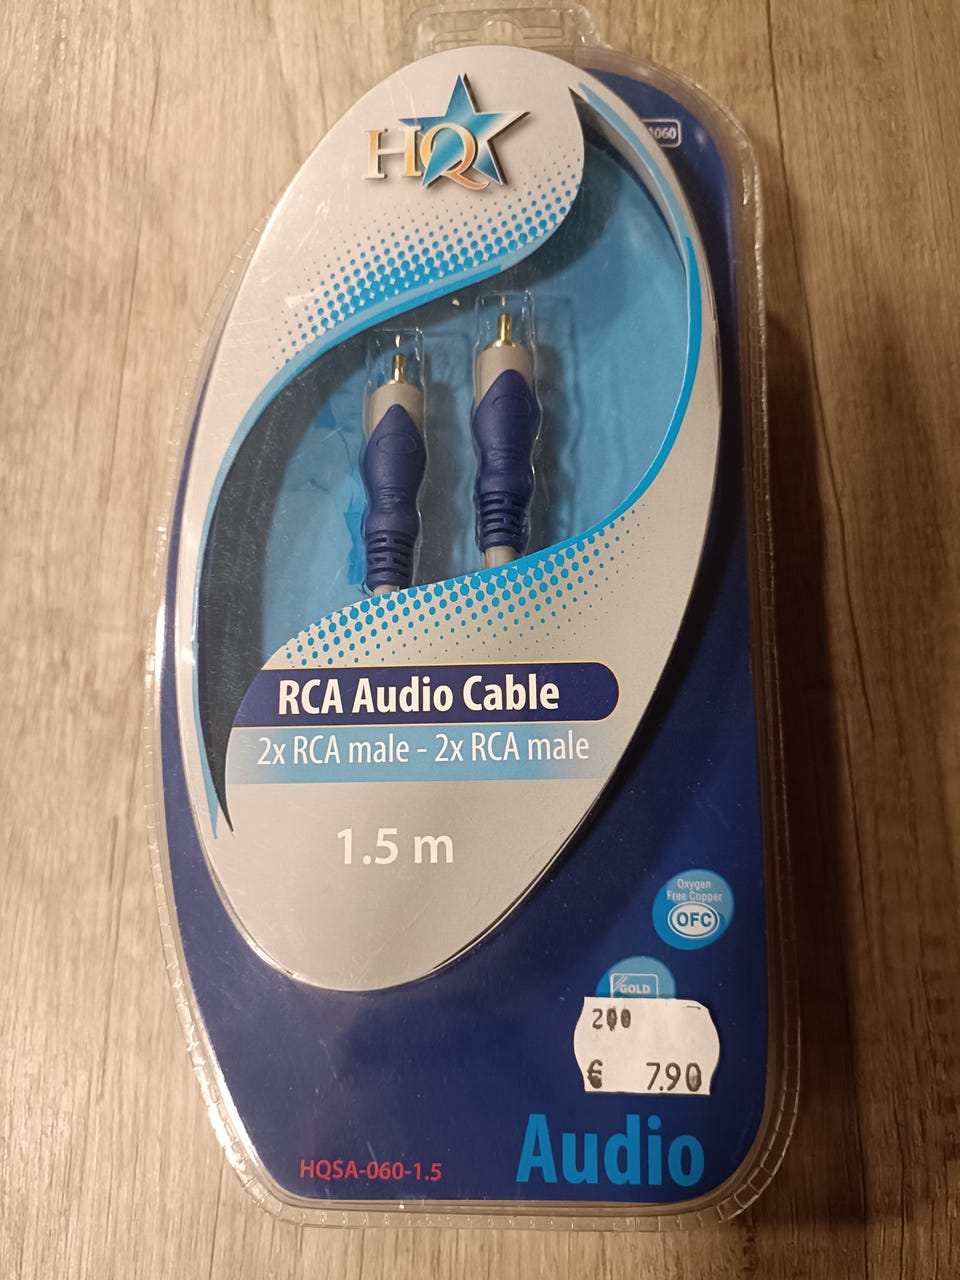 HQ
1060
RCA Audio Cable
2x RCA male - 2x RCA male
1.5 m
Oxygen
Free Copper
OFC
GOLD
200
€ 7.90
Audio
HQSA-060-1.5